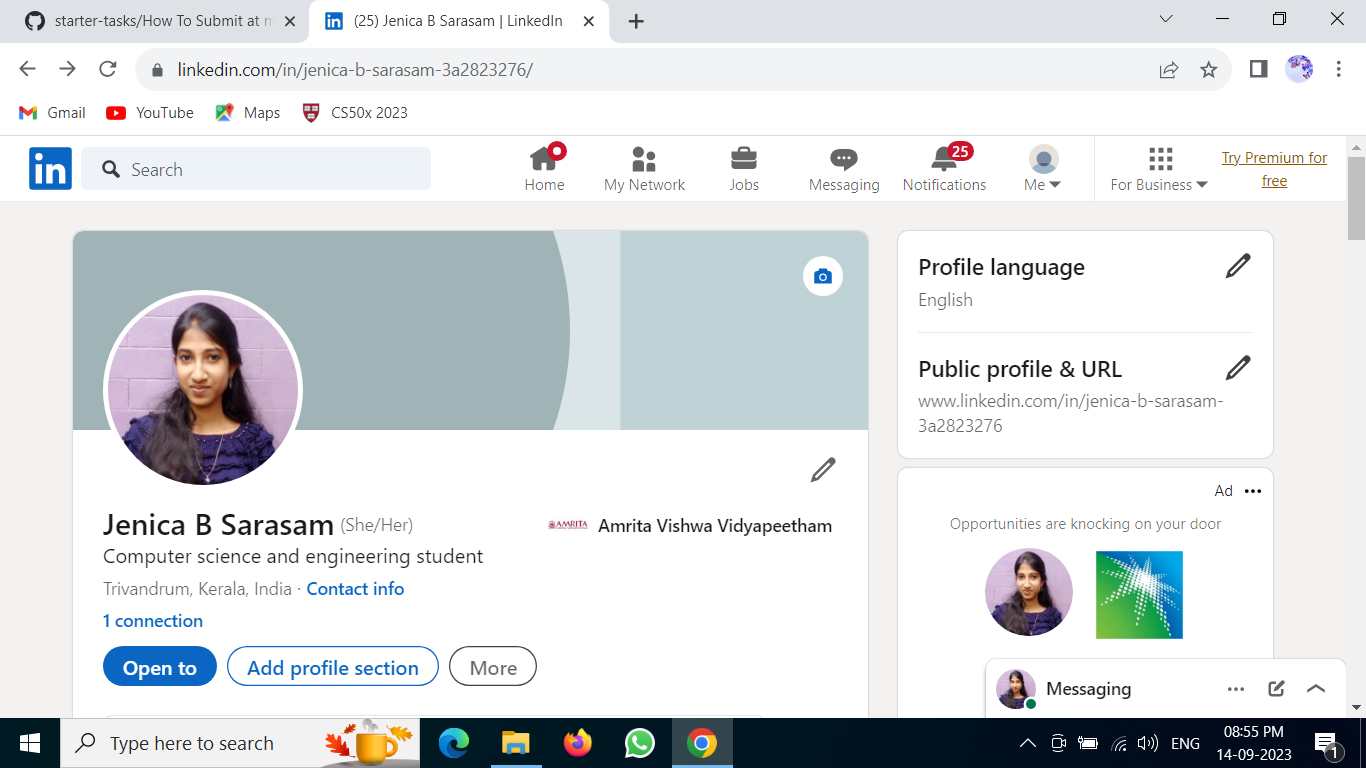 starter-tasks/How To Submit at m
(25) Jenica B Sarasam | LinkedIn
linkedin.com/in/jenica-b-sarasam-3a2823276/
Gmail
YouTube
Maps
CS50x 2023
in
Search
Home
My Network
Jobs
Messaging
25
Notifications
Me
For Business
Try Premium for
free
Jenica B Sarasam (She/Her)
AMRITA
Amrita Vishwa Vidyapeetham
Computer science and engineering student
Trivandrum, Kerala, India · Contact info
1 connection
Open to
Add profile section
More
Profile language
English
Public profile & URL
www.linkedin.com/in/jenica-b-sarasam-
3a2823276
Ad
Opportunities are knocking on your door
Messaging
Type here to search
ENG
08:55 PM
14-09-2023
1